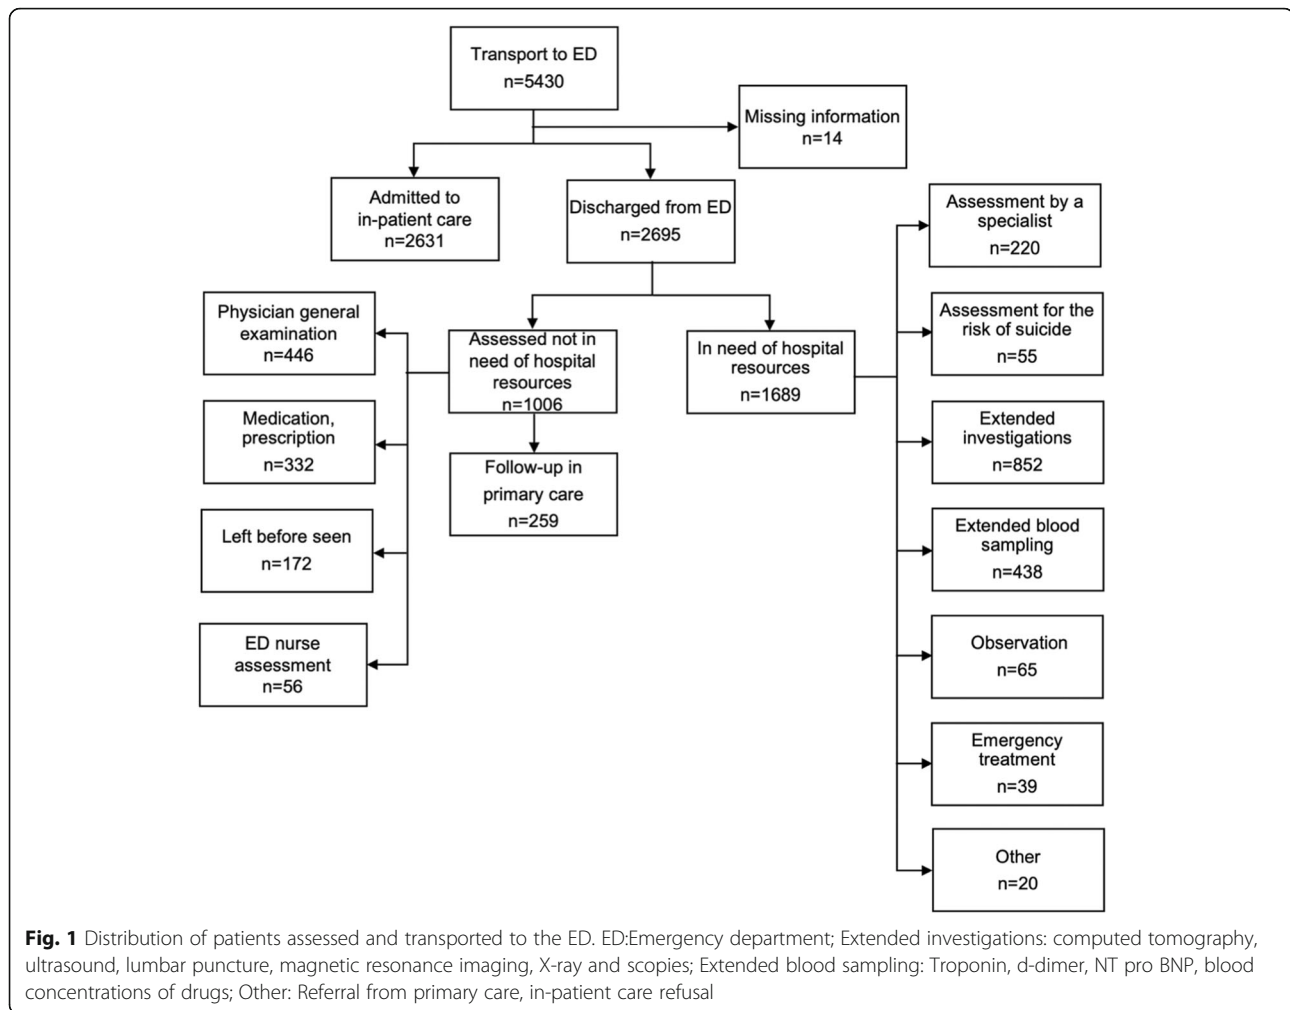 Transport to ED
n=5430
Missing information
n=14
Admitted to
in-patient care
n=2631
Discharged from ED
n=2695
Assessment by a
specialist
n=220
Physician general
examination
n=446
Assessed not in
need of hospital
resources
n=1006
In need of hospital
resources
n=1689
Assessment for the
risk of suicide
n=55
Medication,
prescription
n=332
Follow-up in
primary care
n=259
Extended
investigations
n=852
Left before seen
n=172
Extended blood
sampling
n=438
ED nurse
assessment
n=56
Observation
n=65
Emergency
treatment
n=39
Other
n=20
Fig. 1 Distribution of patients assessed and transported to the ED. ED:Emergency department; Extended investigations: computed tomography,
ultrasound, lumbar puncture, magnetic resonance imaging, X-ray and scopies; Extended blood sampling: Troponin, d-dimer, NT pro BNP, blood
concentrations of drugs; Other: Referral from primary care, in-patient care refusal